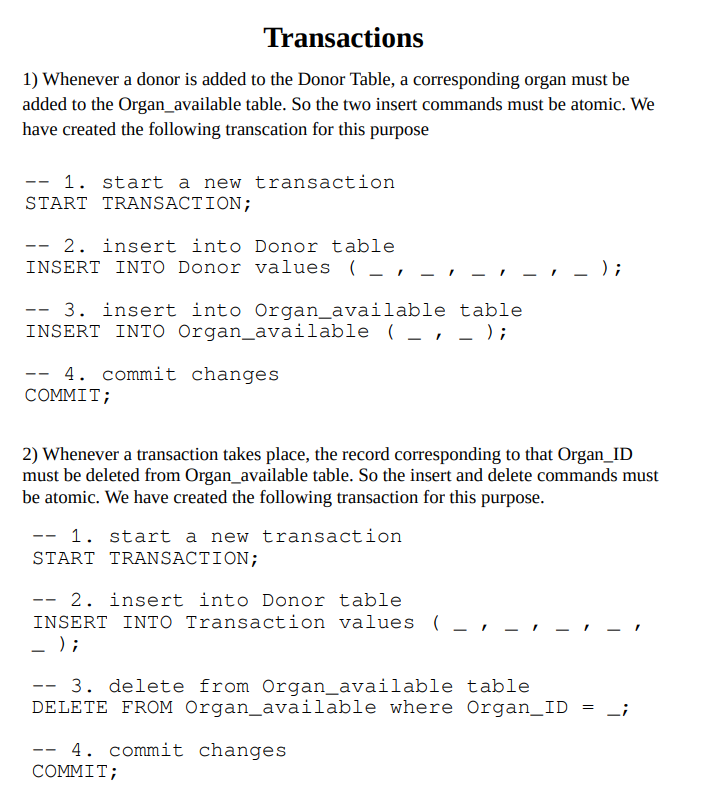 Transactions
1) Whenever a donor is added to the Donor Table, a corresponding organ must be
added to the Organ_available table. So the two insert commands must be atomic. We
have created the following transcation for this purpose
-- 1. start a new transaction
START TRANSACTION;
-- 2. insert into Donor table
INSERT INTO Donor values ( _ , _ , _ , _ , _ );
-- 3. insert into Organ_available table
INSERT INTO Organ_available ( _ , _ );
-- 4. commit changes
COMMIT;
2) Whenever a transaction takes place, the record corresponding to that Organ_ID
must be deleted from Organ_available table. So the insert and delete commands must
be atomic. We have created the following transaction for this purpose.
-- 1. start a new transaction
START TRANSACTION;
-- 2. insert into Donor table
INSERT INTO Transaction values ( _ , _ , _ , _ ,
_ );
-- 3. delete from Organ_available table
DELETE FROM Organ_available where Organ_ID = _;
-- 4. commit changes
COMMIT;